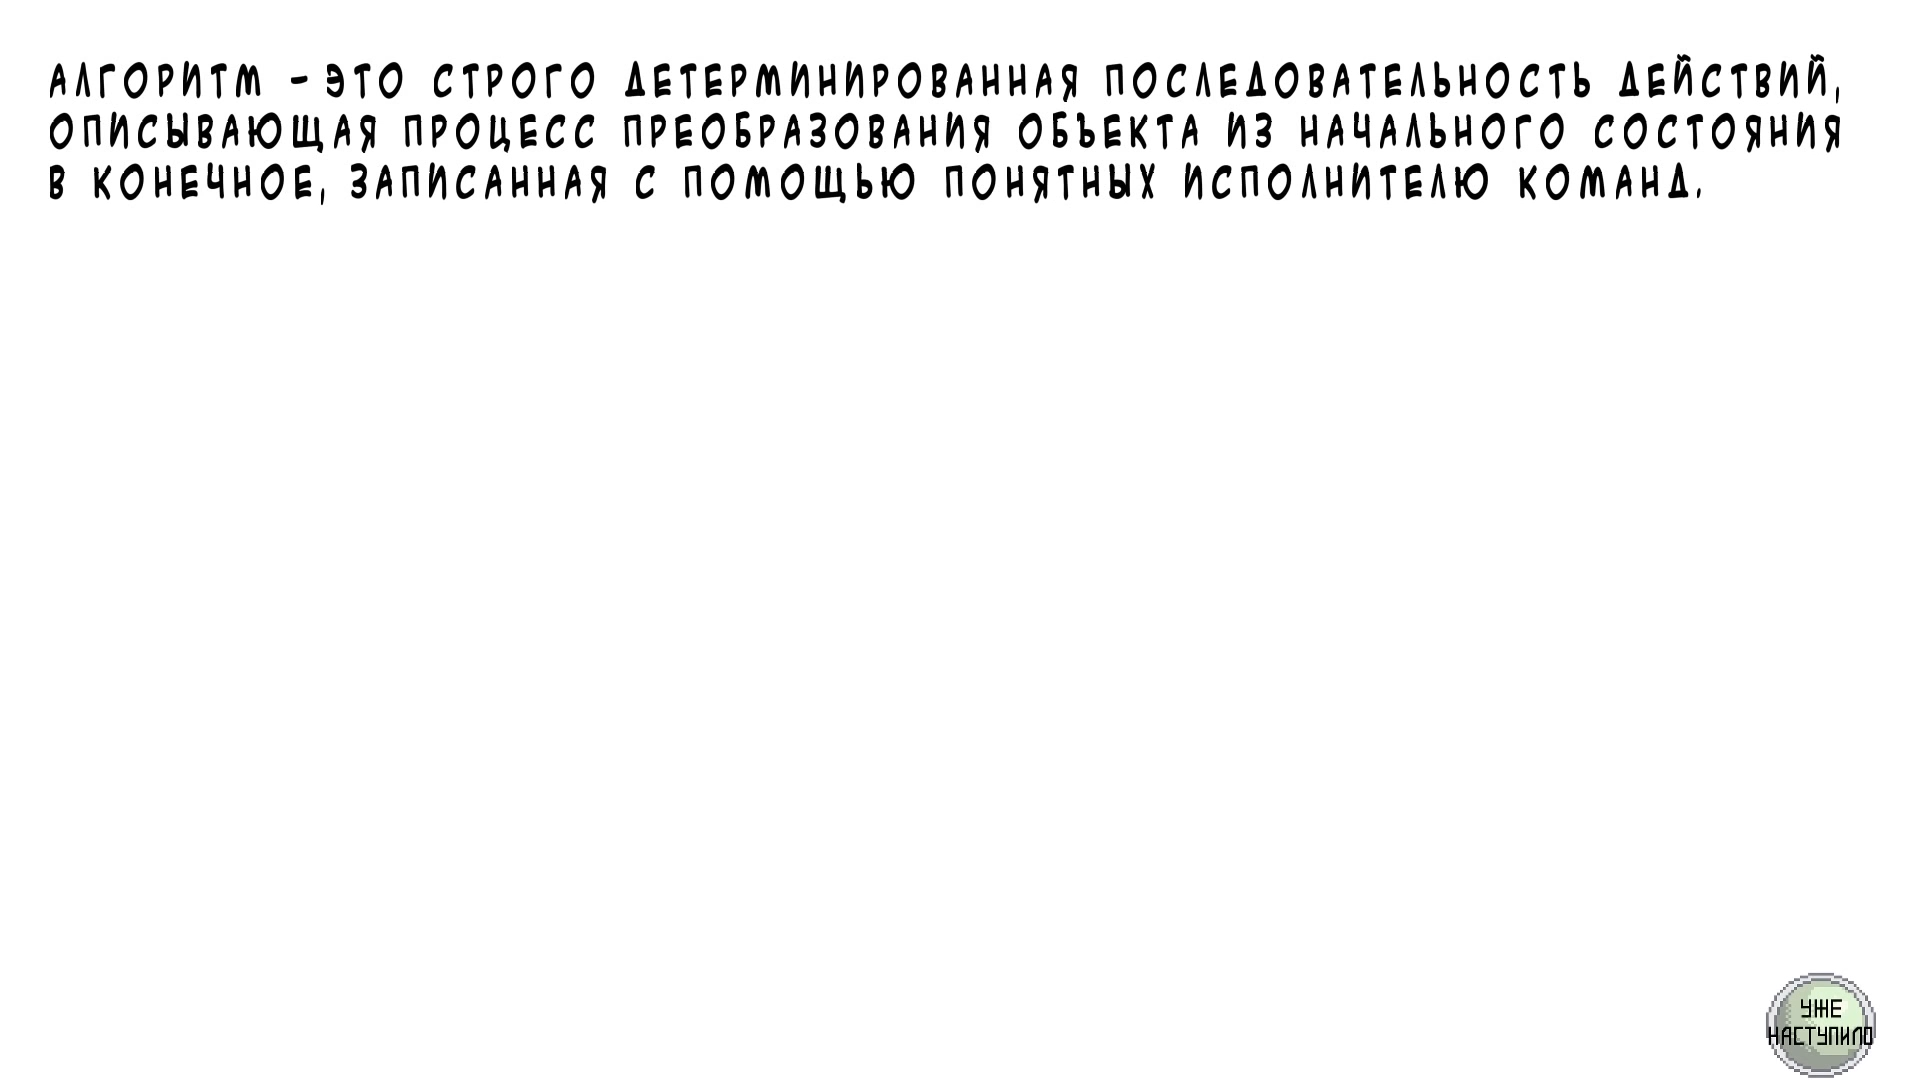 АЛГОРИТМ - ЭТО СТРОГО ДЕТЕРМИНИРОВАННАЯ ПОСЛЕДОВАТЕЛЬНОСТЬ ДЕЙСТВИЙ,
ОПИСЫВАЮЩАЯ ПРОЦЕСС ПРЕОБРАЗОВАНИЯ ОБЪЕКТА ИЗ НАЧАЛЬНОГО СОСТОЯНИЯ
В КОНЕЧНОЕ, ЗАПИСАННАЯ С ПОМОЩЬЮ ПОНЯТНЫХ ИСПОЛНИТЕЛЮ КОМАНД.
УЖЕ
НАСТУПИЛО